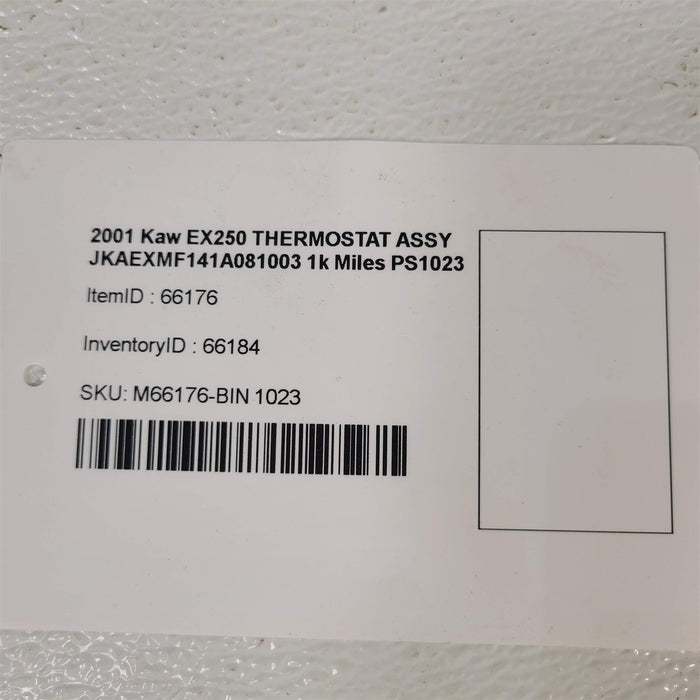 2001 Kaw EX250 THERMOSTAT ASSY
JKAEXMF141A081003 1k Miles PS1023
ItemID : 66176
InventoryID : 66184
SKU: M66176-BIN 1023